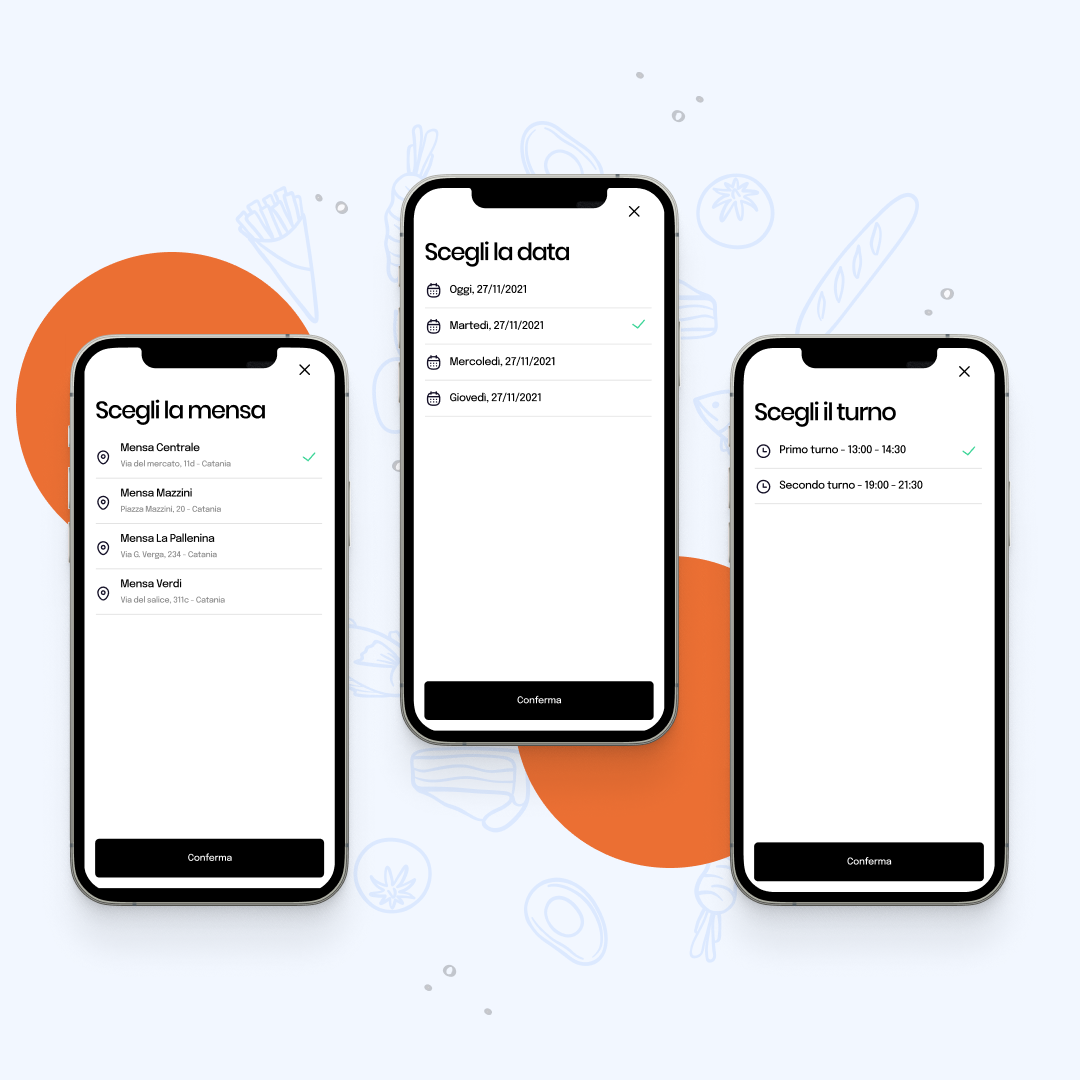 Scegli la mensa
Mensa Centrale
Via del mercato, 11d - Catania
Mensa Mazzini
Piazza Mazzini, 20 - Catania
Mensa La Pallenina
Via G. Verga, 234 - Catania
Mensa Verdi
Via del salice, 311c - Catania
Conferma
Scegli la data
Oggi, 27/11/2021
Martedì, 27/11/2021
Mercoledì, 27/11/2021
Giovedì, 27/11/2021
Conferma
Scegli il turno
Primo turno - 13:00 - 14:30
Secondo turno - 19:00 - 21:30
Conferma